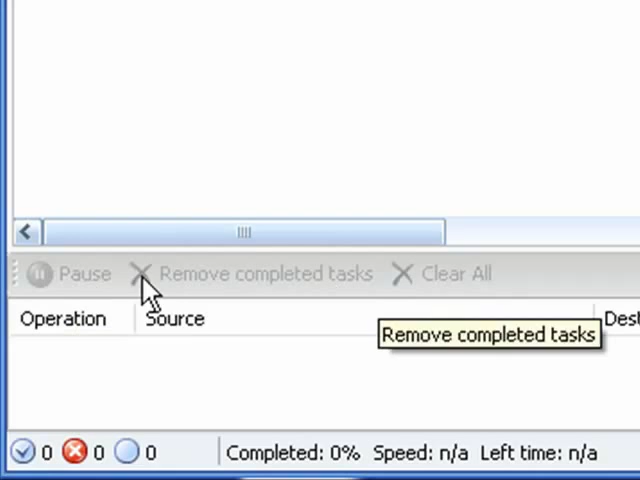 Pause Remove completed tasks Clear All
Operation Source Dest
Remove completed tasks
0 0 0 Completed: 0% Speed: n/a Left time: n/a